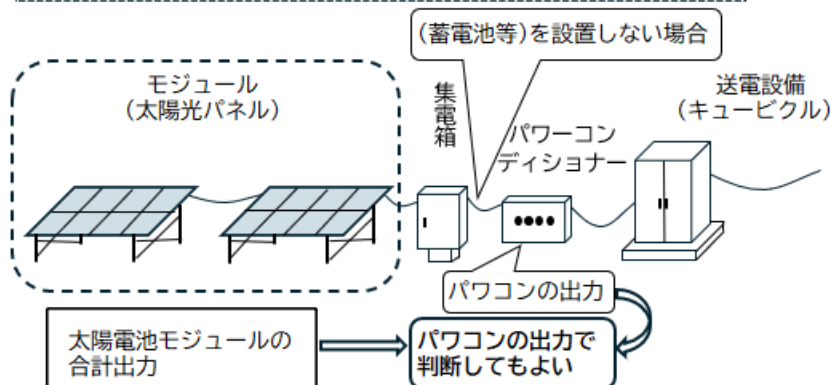 （蓄電池等）を設置しない場合
モジュール
（太陽光パネル）
集電箱
パワーコン
ディショナー
送電設備
（キュービクル）
パワコンの出力
太陽電池モジュールの
合計出力
パワコンの出力で
判断してもよい